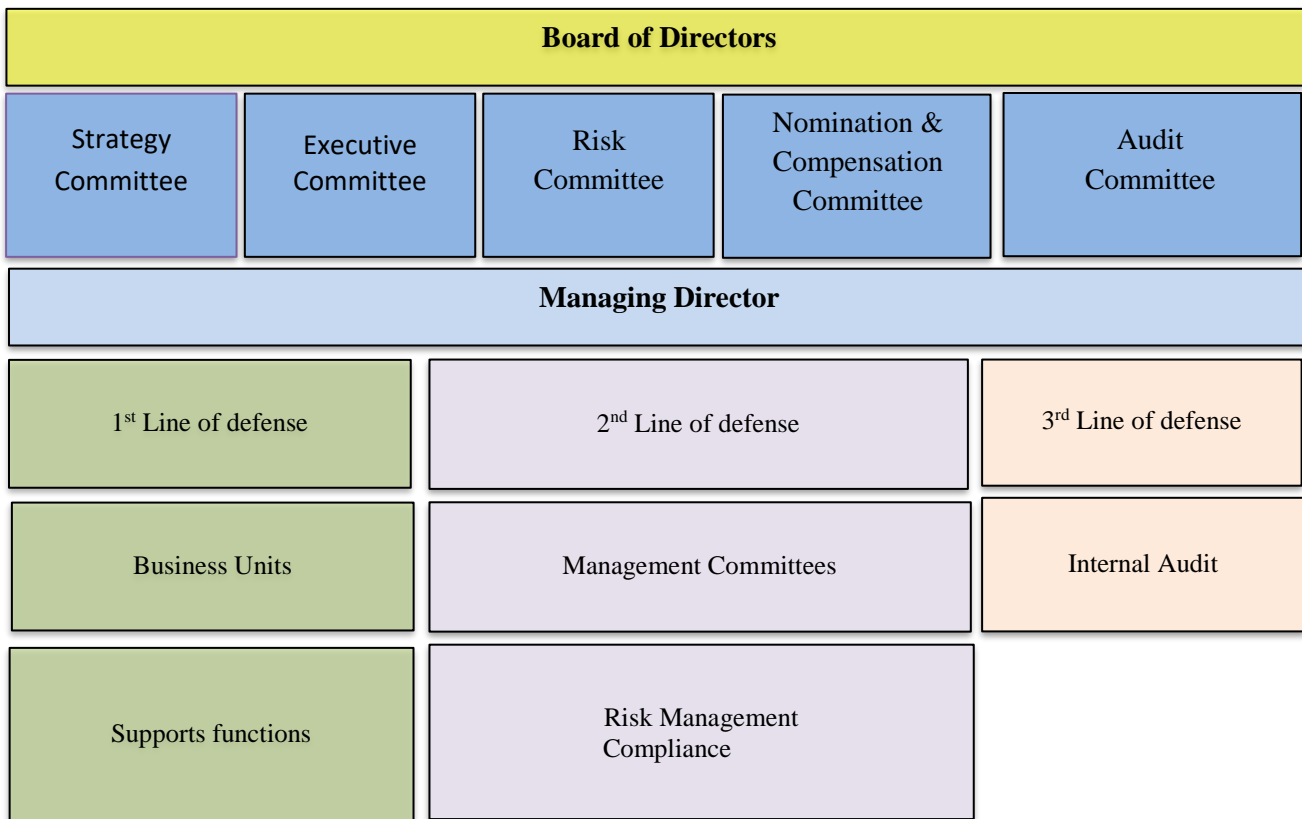 Board of Directors
Strategy
Committee
Executive
Committee
Risk
Committee
Nomination &
Compensation
Committee
Audit
Committee
Managing Director
1st Line of defense
2nd Line of defense
3rd Line of defense
Business Units
Management Committees
Internal Audit
Supports functions
Risk Management
Compliance